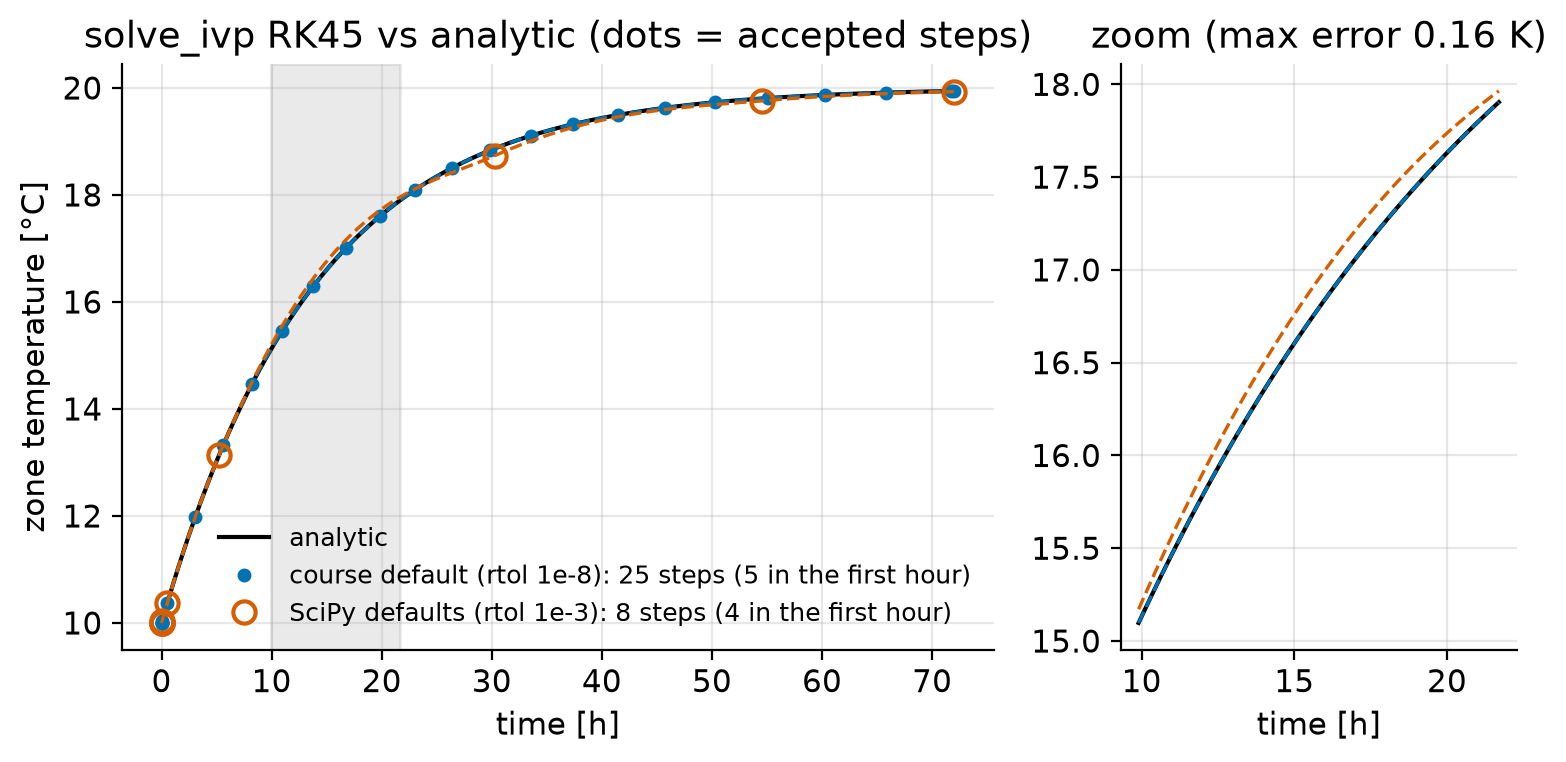 solve_ivp RK45 vs analytic (dots = accepted steps)
20
18
16
14
12
10
zone temperature [°C]
analytic
course default (rtol 1e-8): 25 steps (5 in the first hour)
SciPy defaults (rtol 1e-3): 8 steps (4 in the first hour)
0 10 20 30 40 50 60 70
time [h]
zoom (max error 0.16 K)
18.0
17.5
17.0
16.5
16.0
15.5
15.0
10 15 20
time [h]